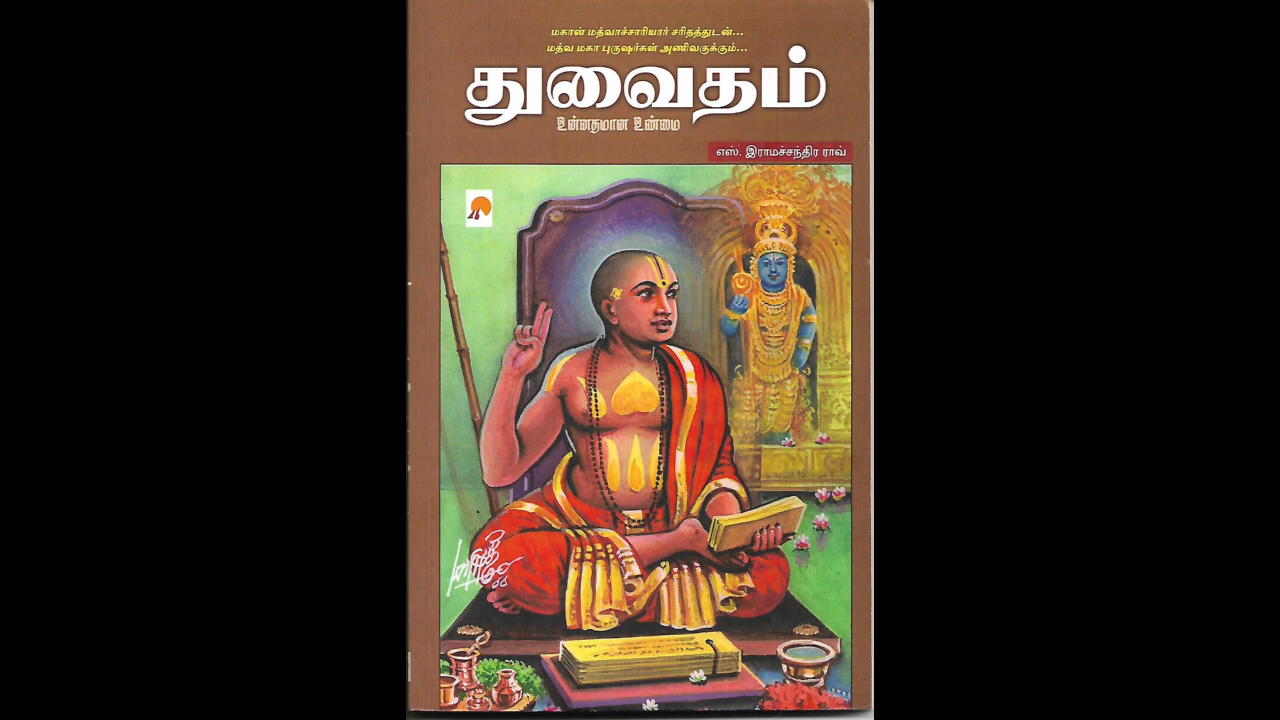 மகான் மத்வாச்சாரியார் சரிதத்துடன்...
மத்வ மகா புருஷர்கள் அணிவகுக்கும்...
துவைதம்
உன்னதமான உண்மை
எஸ். இராமச்சந்திர ராவ்